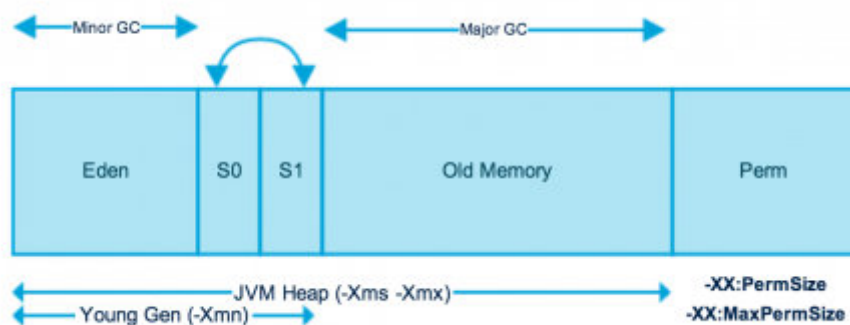 Minor GC
Major GC
Eden
S0
S1
Old Memory
Perm
JVM Heap (-Xms -Xmx)
-XX:PermSize
Young Gen (-Xmn)
-XX:MaxPermSize